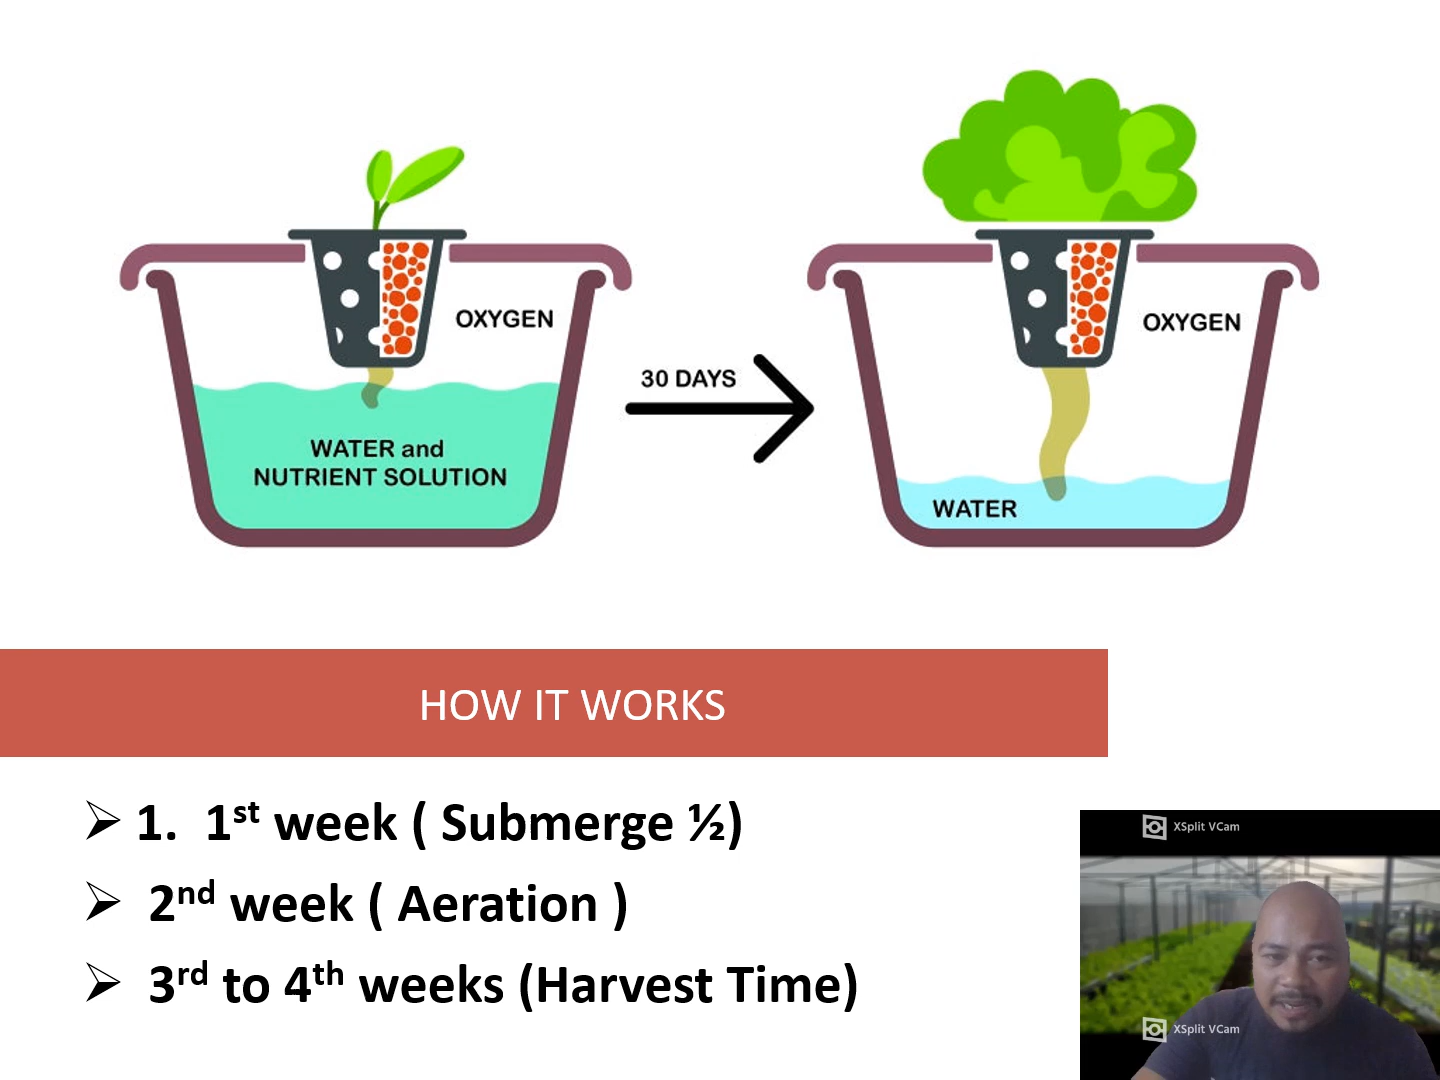 OXYGEN
WATER and
NUTRIENT SOLUTION
30 DAYS
OXYGEN
WATER
HOW IT WORKS
➢ 1. 1st week ( Submerge ½)
➢ 2nd week ( Aeration )
➢ 3rd to 4th weeks (Harvest Time)
XSplit VCam
XSplit VCam